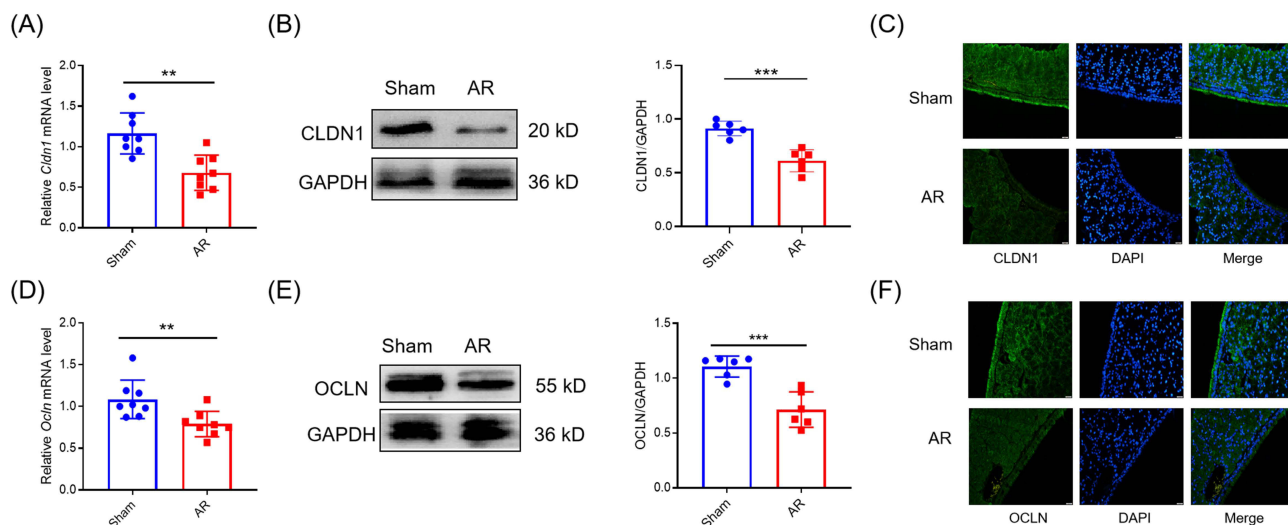 (A)
Relative Cldn1 mRNA level
2.0
1.5
1.0
0.5
0.0
**
Sham
AR
(B)
Sham AR
CLDN1 20 kD
GAPDH 36 kD
CLDN1/GAPDH
1.5
1.0
0.5
0.0
***
Sham
AR
(C)
Sham
AR
CLDN1 DAPI Merge
(D)
Relative Ocln mRNA level
2.0
1.5
1.0
0.5
0.0
**
Sham
AR
(E)
Sham AR
OCLN 55 kD
GAPDH 36 kD
OCLN/GAPDH
1.5
1.0
0.5
0.0
***
Sham
AR
(F)
Sham
AR
OCLN DAPI Merge